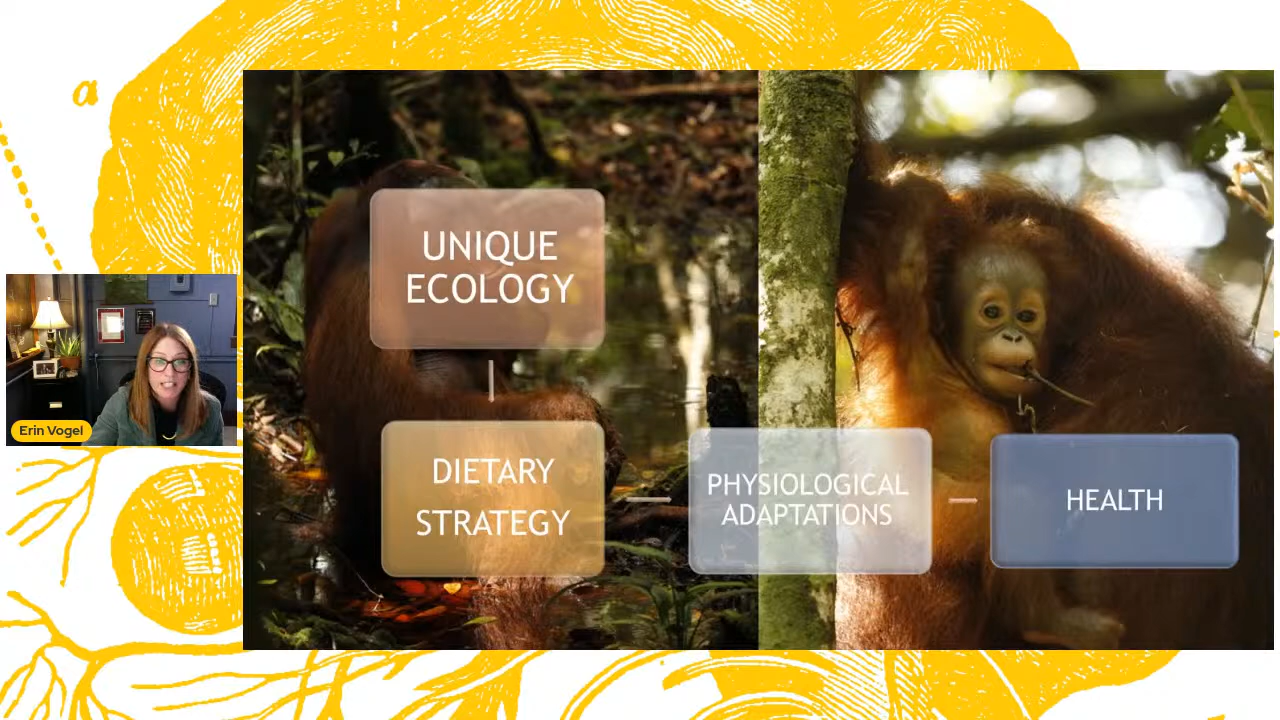 a
UNIQUE
ECOLOGY
DIETARY
STRATEGY
PHYSIOLOGICAL
ADAPTATIONS
HEALTH
Erin Vogel